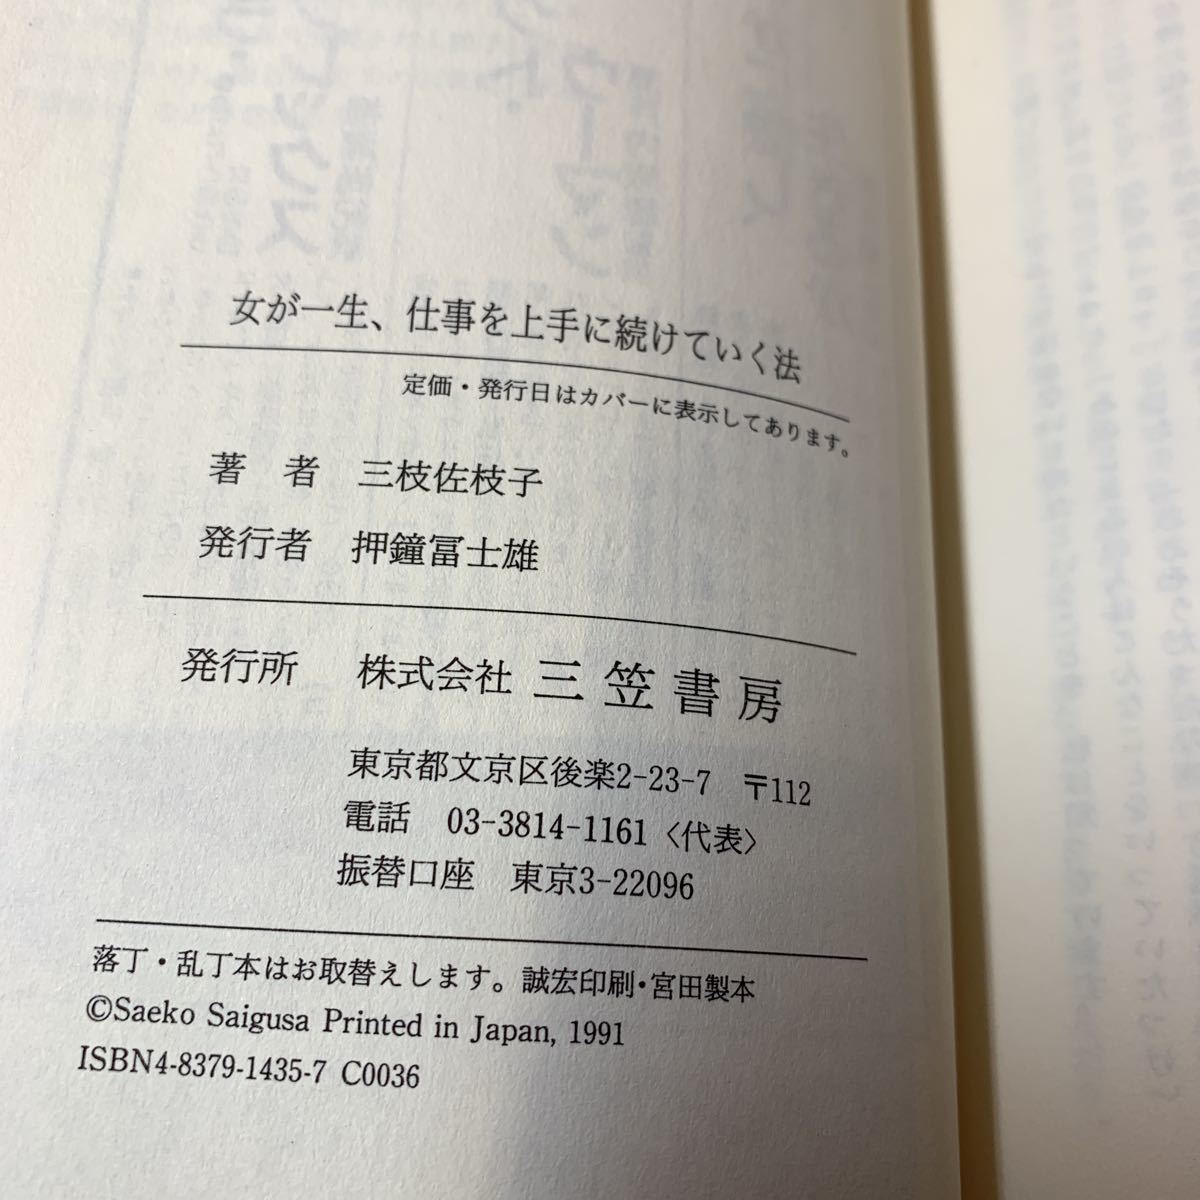 女が一生、仕事を上手に続けていく法
定価・発行日はカバーに表示してあります。
著　者　三枝佐枝子
発行者　押鐘冨士雄
発行所　株式会社 三笠書房
東京都文京区後楽2-23-7　〒112
電話　03-3814-1161〈代表〉
振替口座　東京3-22096
落丁・乱丁本はお取替えします。誠宏印刷・宮田製本
©Saeko Saigusa Printed in Japan, 1991
ISBN4-8379-1435-7 C0036